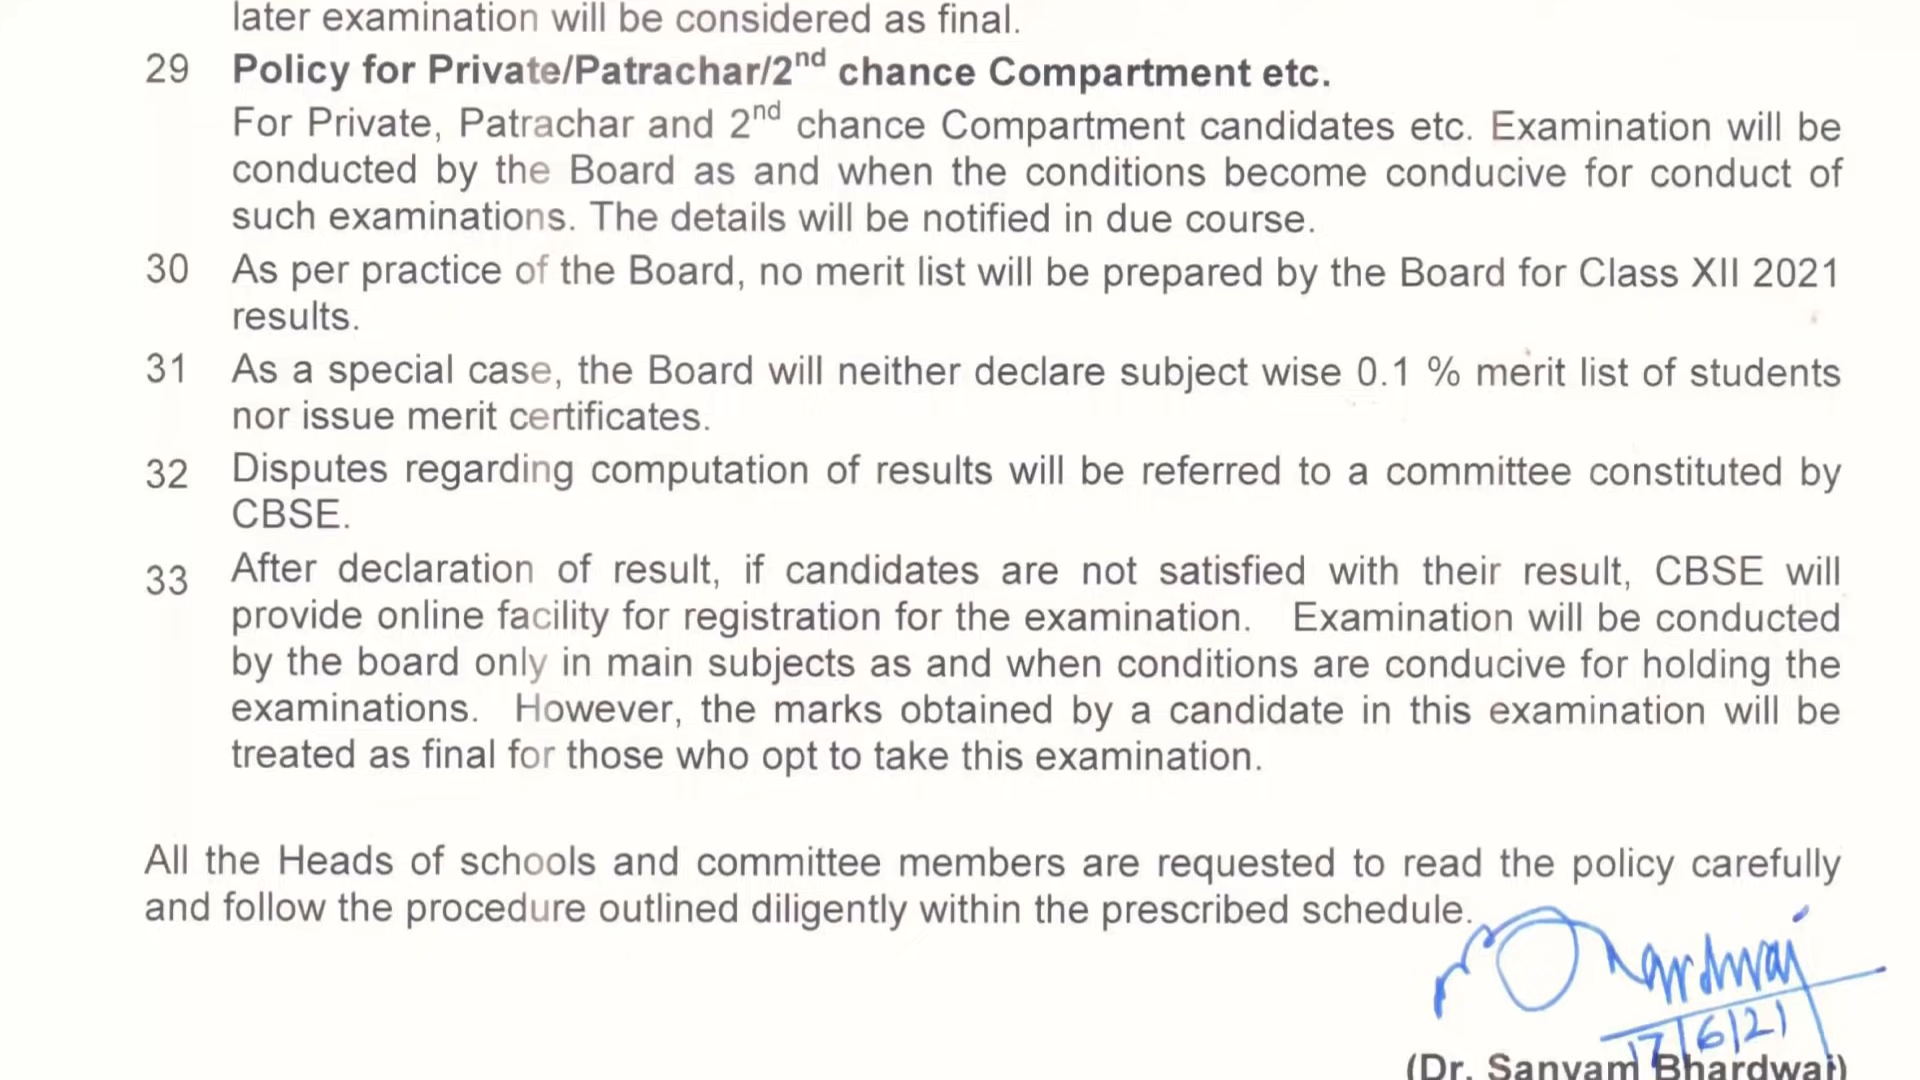 later examination will be considered as final.
29 Policy for Private/Patrachar/2nd chance Compartment etc.
For Private, Patrachar and 2nd chance Compartment candidates etc. Examination will be
conducted by the Board as and when the conditions become conducive for conduct of
such examinations. The details will be notified in due course.
30 As per practice of the Board, no merit list will be prepared by the Board for Class XII 2021
results.
31 As a special case, the Board will neither declare subject wise 0.1 % merit list of students
nor issue merit certificates.
32 Disputes regarding computation of results will be referred to a committee constituted by
CBSE.
33 After declaration of result, if candidates are not satisfied with their result, CBSE will
provide online facility for registration for the examination. Examination will be conducted
by the board only in main subjects as and when conditions are conducive for holding the
examinations. However, the marks obtained by a candidate in this examination will be
treated as final for those who opt to take this examination.
All the Heads of schools and committee members are requested to read the policy carefully
and follow the procedure outlined diligently within the prescribed schedule.
17/6/21
(Dr. Sanyam Bhardwaj)